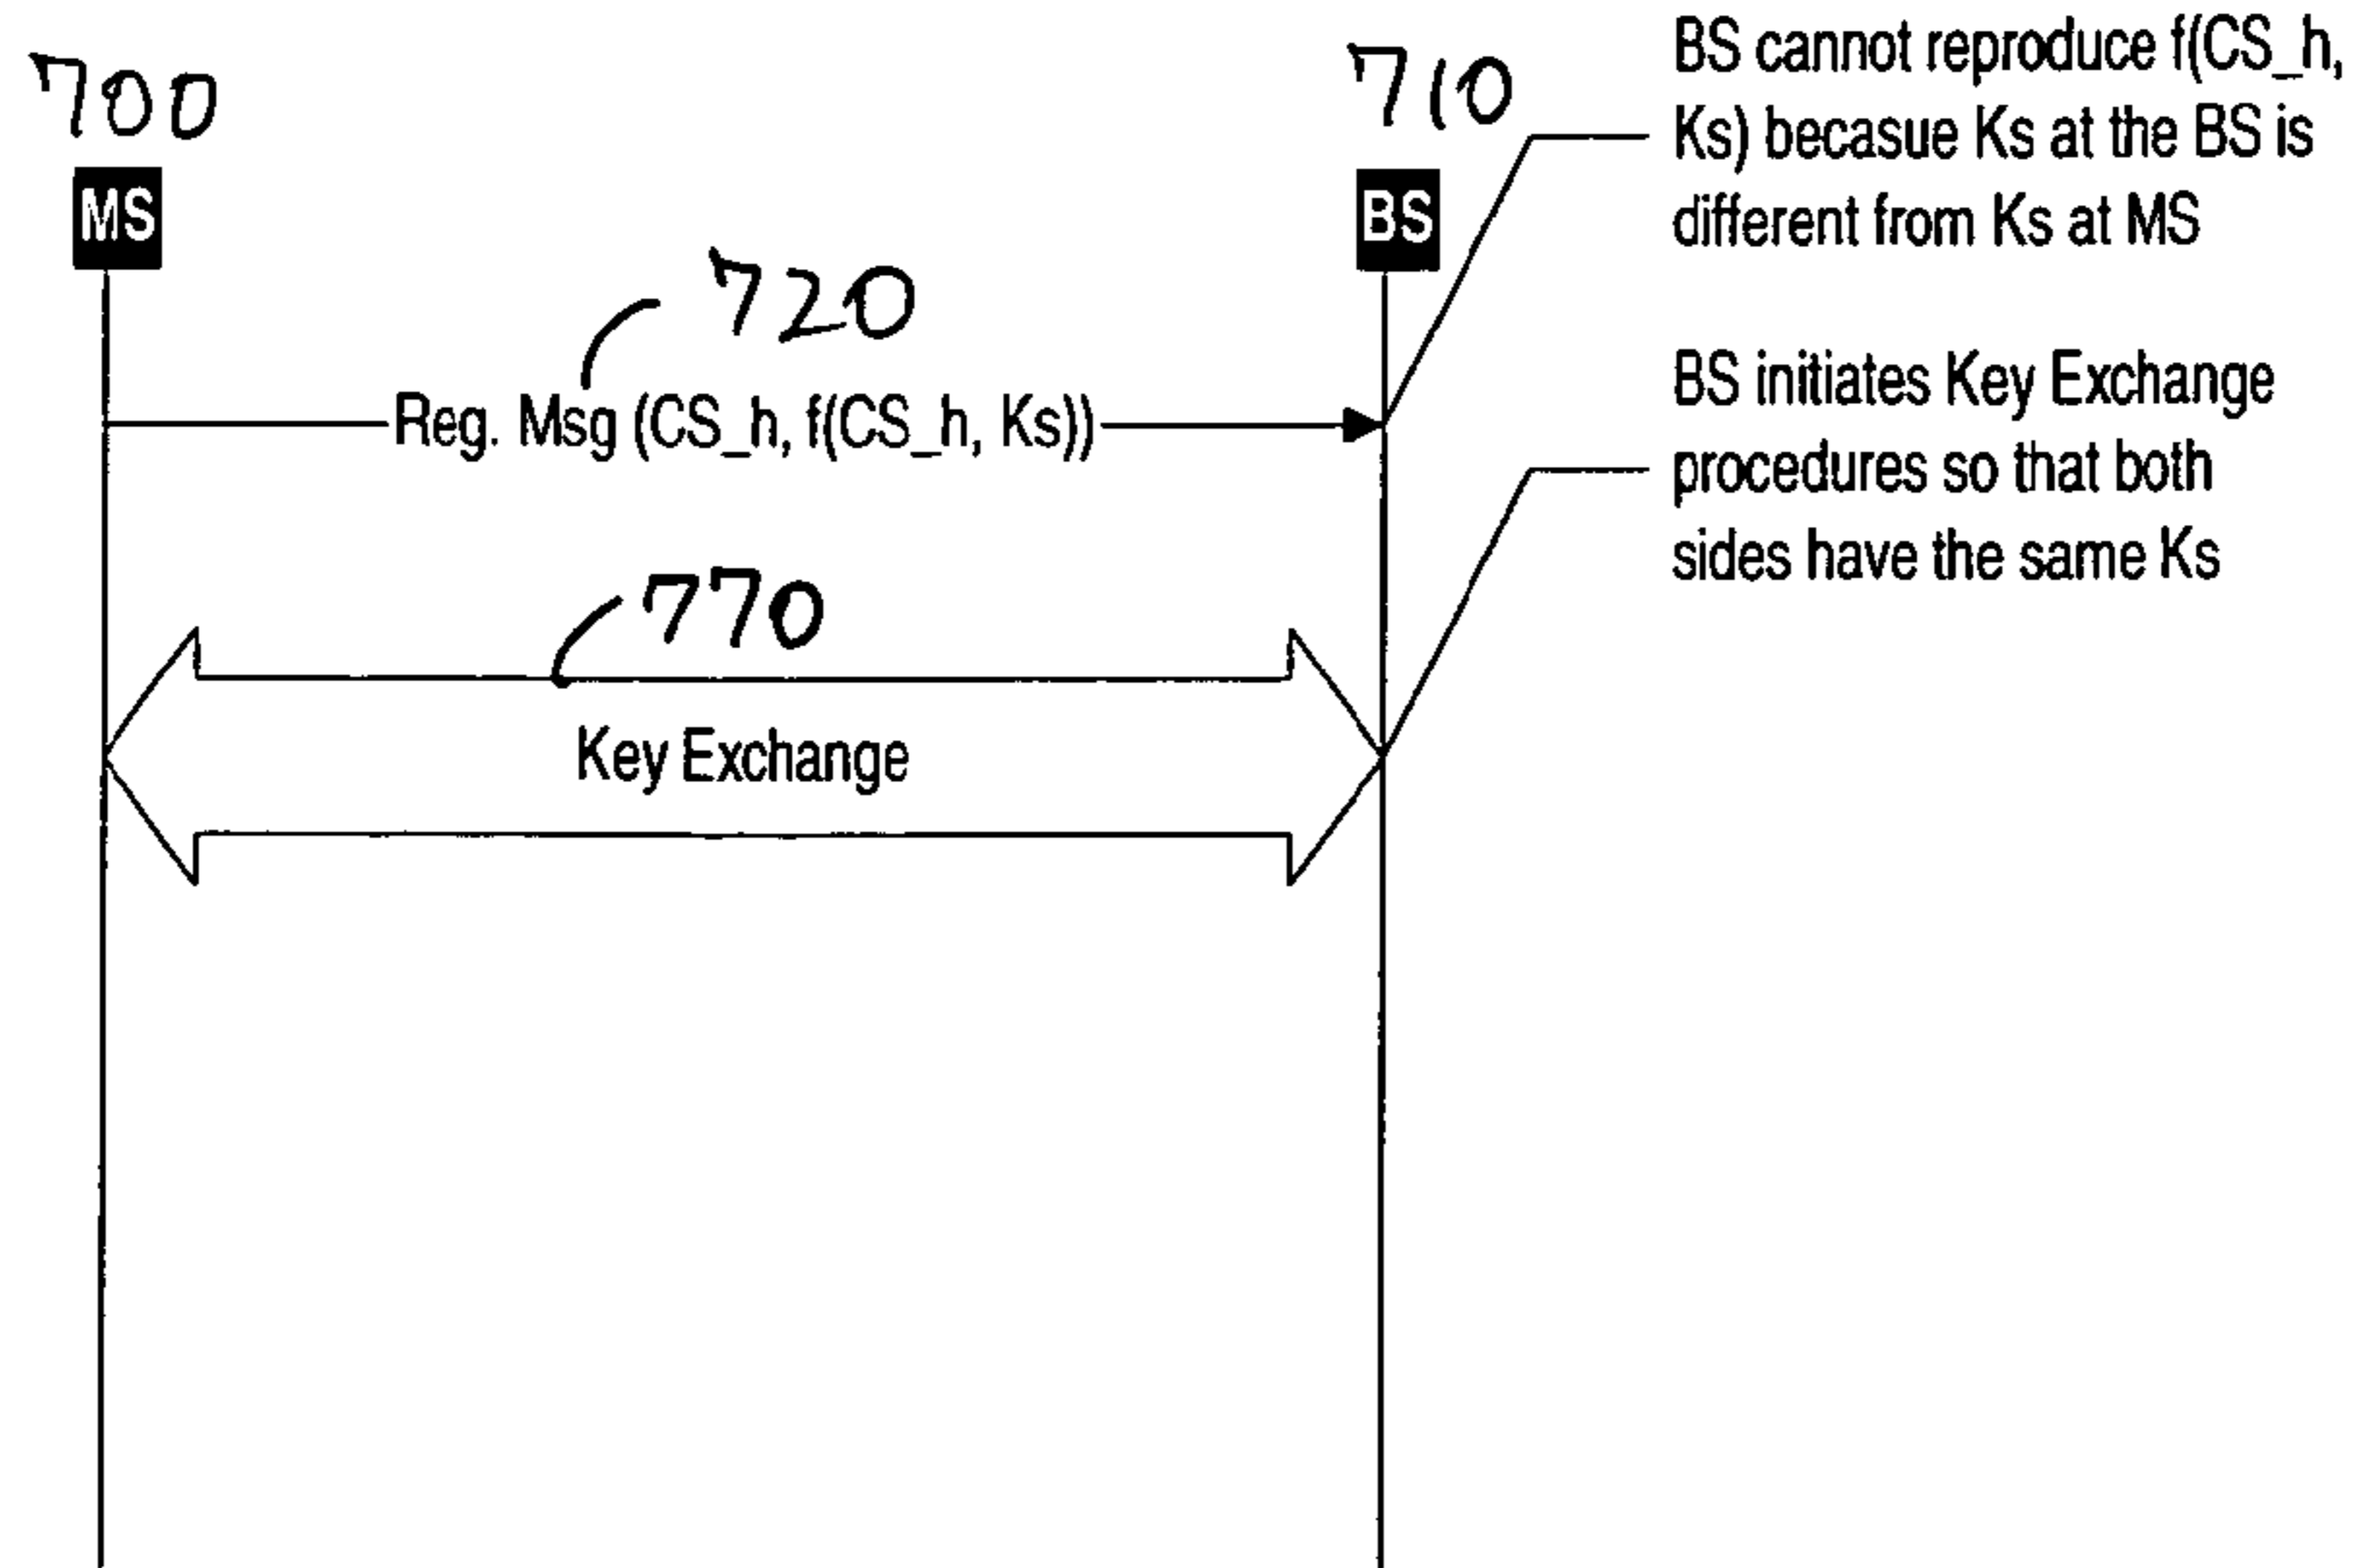 700
710
MS
BS
BS cannot reproduce f(CS_h,
Ks) becasue Ks at the BS is
different from Ks at MS
720
Reg. Msg (CS_h, f(CS_h, Ks))
BS initiates Key Exchange
procedures so that both
sides have the same Ks
770
Key Exchange